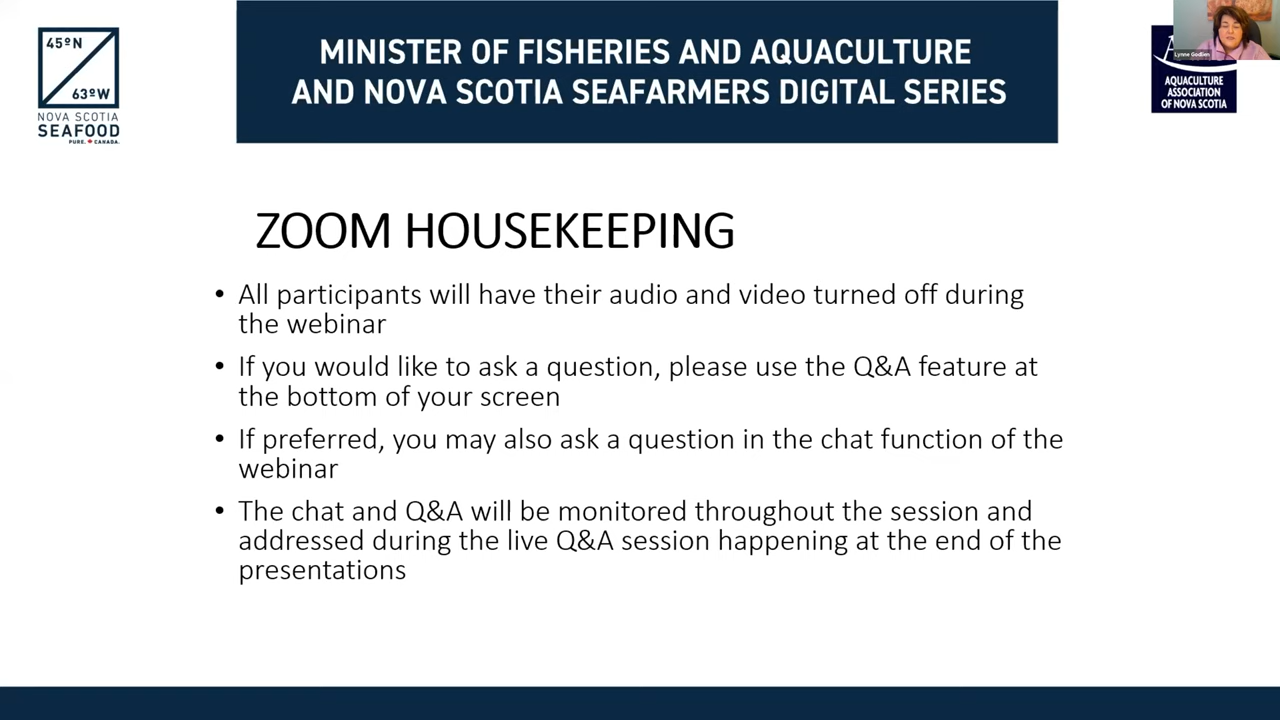 45ºN
63ºW
NOVA SCOTIA
SEAFOOD
PURE. CANADA.
MINISTER OF FISHERIES AND AQUACULTURE
AND NOVA SCOTIA SEAFARMERS DIGITAL SERIES
Lynne Godlien
AQUACULTURE
ASSOCIATION
OF NOVA SCOTIA
ZOOM HOUSEKEEPING
• All participants will have their audio and video turned off during
the webinar
• If you would like to ask a question, please use the Q&A feature at
the bottom of your screen
• If preferred, you may also ask a question in the chat function of the
webinar
• The chat and Q&A will be monitored throughout the session and
addressed during the live Q&A session happening at the end of the
presentations